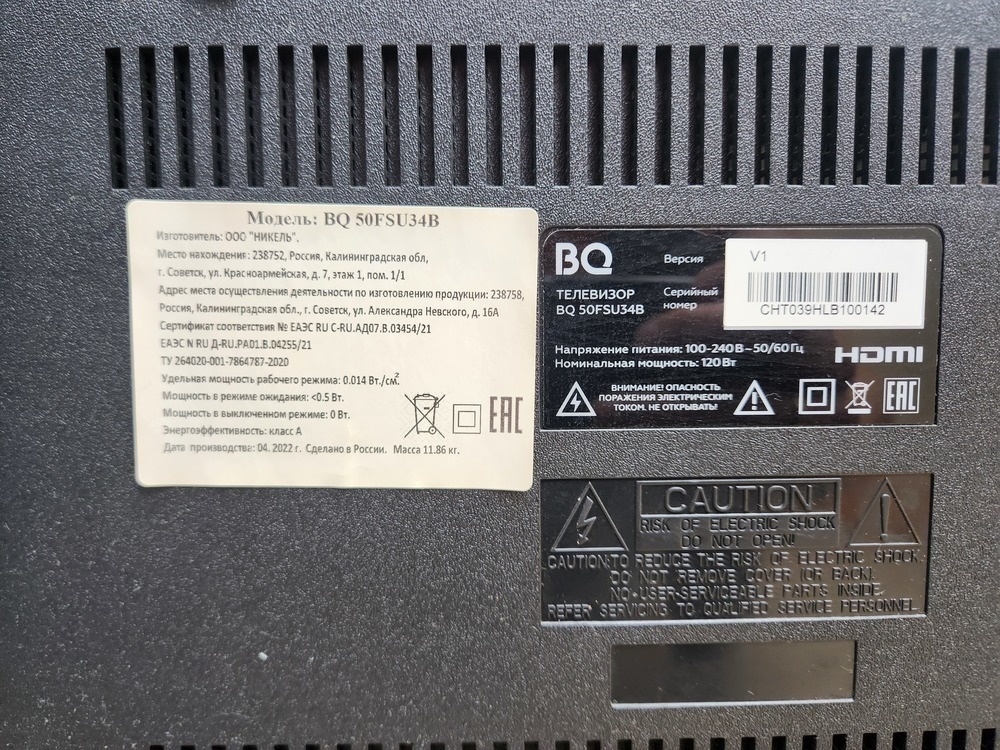 Модель: BQ 50FSU34B
Изготовитель: ООО "НИКЕЛЬ".
Место нахождения: 238752, Россия, Калининградская обл,
г. Советск, ул. Красноармейская, д. 7, этаж 1, пом. 1/1
Адрес места осуществления деятельности по изготовлению продукции: 238758,
Россия, Калининградская обл., г. Советск, ул. Александра Невского, д. 16А
Сертификат соответствия № ЕАЭС RU C-RU.АД07.В.03454/21
ЕАЭС N RU Д-RU.РА01.В.04255/21
ТУ 264020-001-7864787-2020
Удельная мощность рабочего режима: 0.014 Вт./см²
Мощность в режиме ожидания: <0.5 Вт.
Мощность в выключенном режиме: 0 Вт.
Энергоэффективность: класс А
Дата производства: 04. 2022 г. Сделано в России. Масса 11.86 кг.
EAC
BQ
Версия
V1
ТЕЛЕВИЗОР
BQ 50FSU34B
Серийный
номер
CHT039HLB100142
Напряжение питания: 100-240 В ~ 50/60 Гц
Номинальная мощность: 120 Вт
HDMI
ВНИМАНИЕ! ОПАСНОСТЬ
ПОРАЖЕНИЯ ЭЛЕКТРИЧЕСКИМ
ТОКОМ. НЕ ОТКРЫВАТЬ!
EAC
CAUTION
RISK OF ELECTRIC SHOCK
DO NOT OPEN!
CAUTION:TO REDUCE THE RISK OF ELECTRIC SHOCK.
DO NOT REMOVE COVER (OR BACK).
NO-USER-SERVICEABLE PARTS INSIDE.
REFER SERVICING TO QUALIFIED SERVICE PERSONNEL.